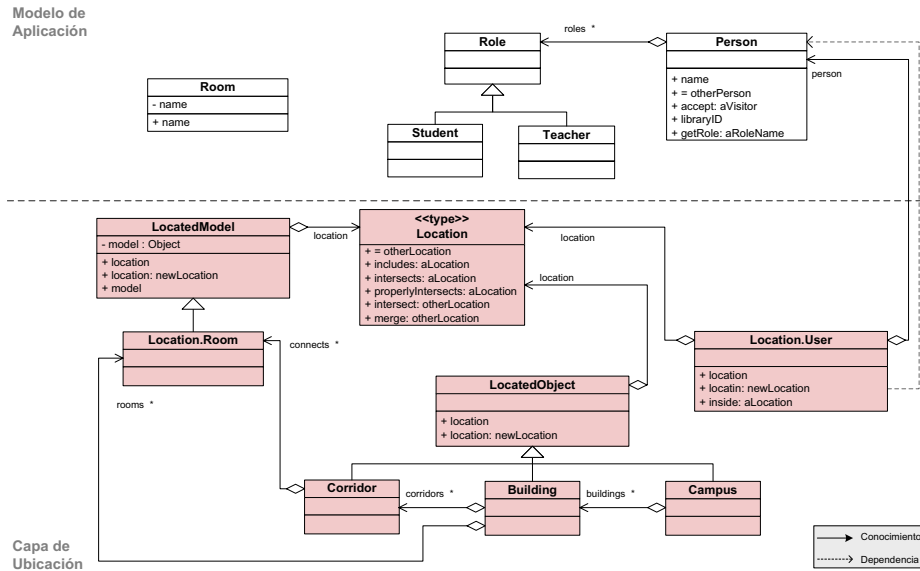 Modelo de
Aplicación
Role
roles *
Person
+ name
+ = otherPerson
+ accept: aVisitor
+ libraryID
+ getRole: aRoleName
person
Room
- name
+ name
Student
Teacher
LocatedModel
- model : Object
+ location
+ location: newLocation
+ model
location
<<type>>
Location
+ = otherLocation
+ includes: aLocation
+ intersects: aLocation
+ properlyIntersects: aLocation
+ intersect: otherLocation
+ merge: otherLocation
location
location
Location.Room
connects *
rooms *
Location.User
+ location
+ locatin: newLocation
+ inside: aLocation
LocatedObject
+ location
+ location: newLocation
Corridor
corridors *
Building
buildings *
Campus
Capa de
Ubicación
Conocimiento
Dependencia